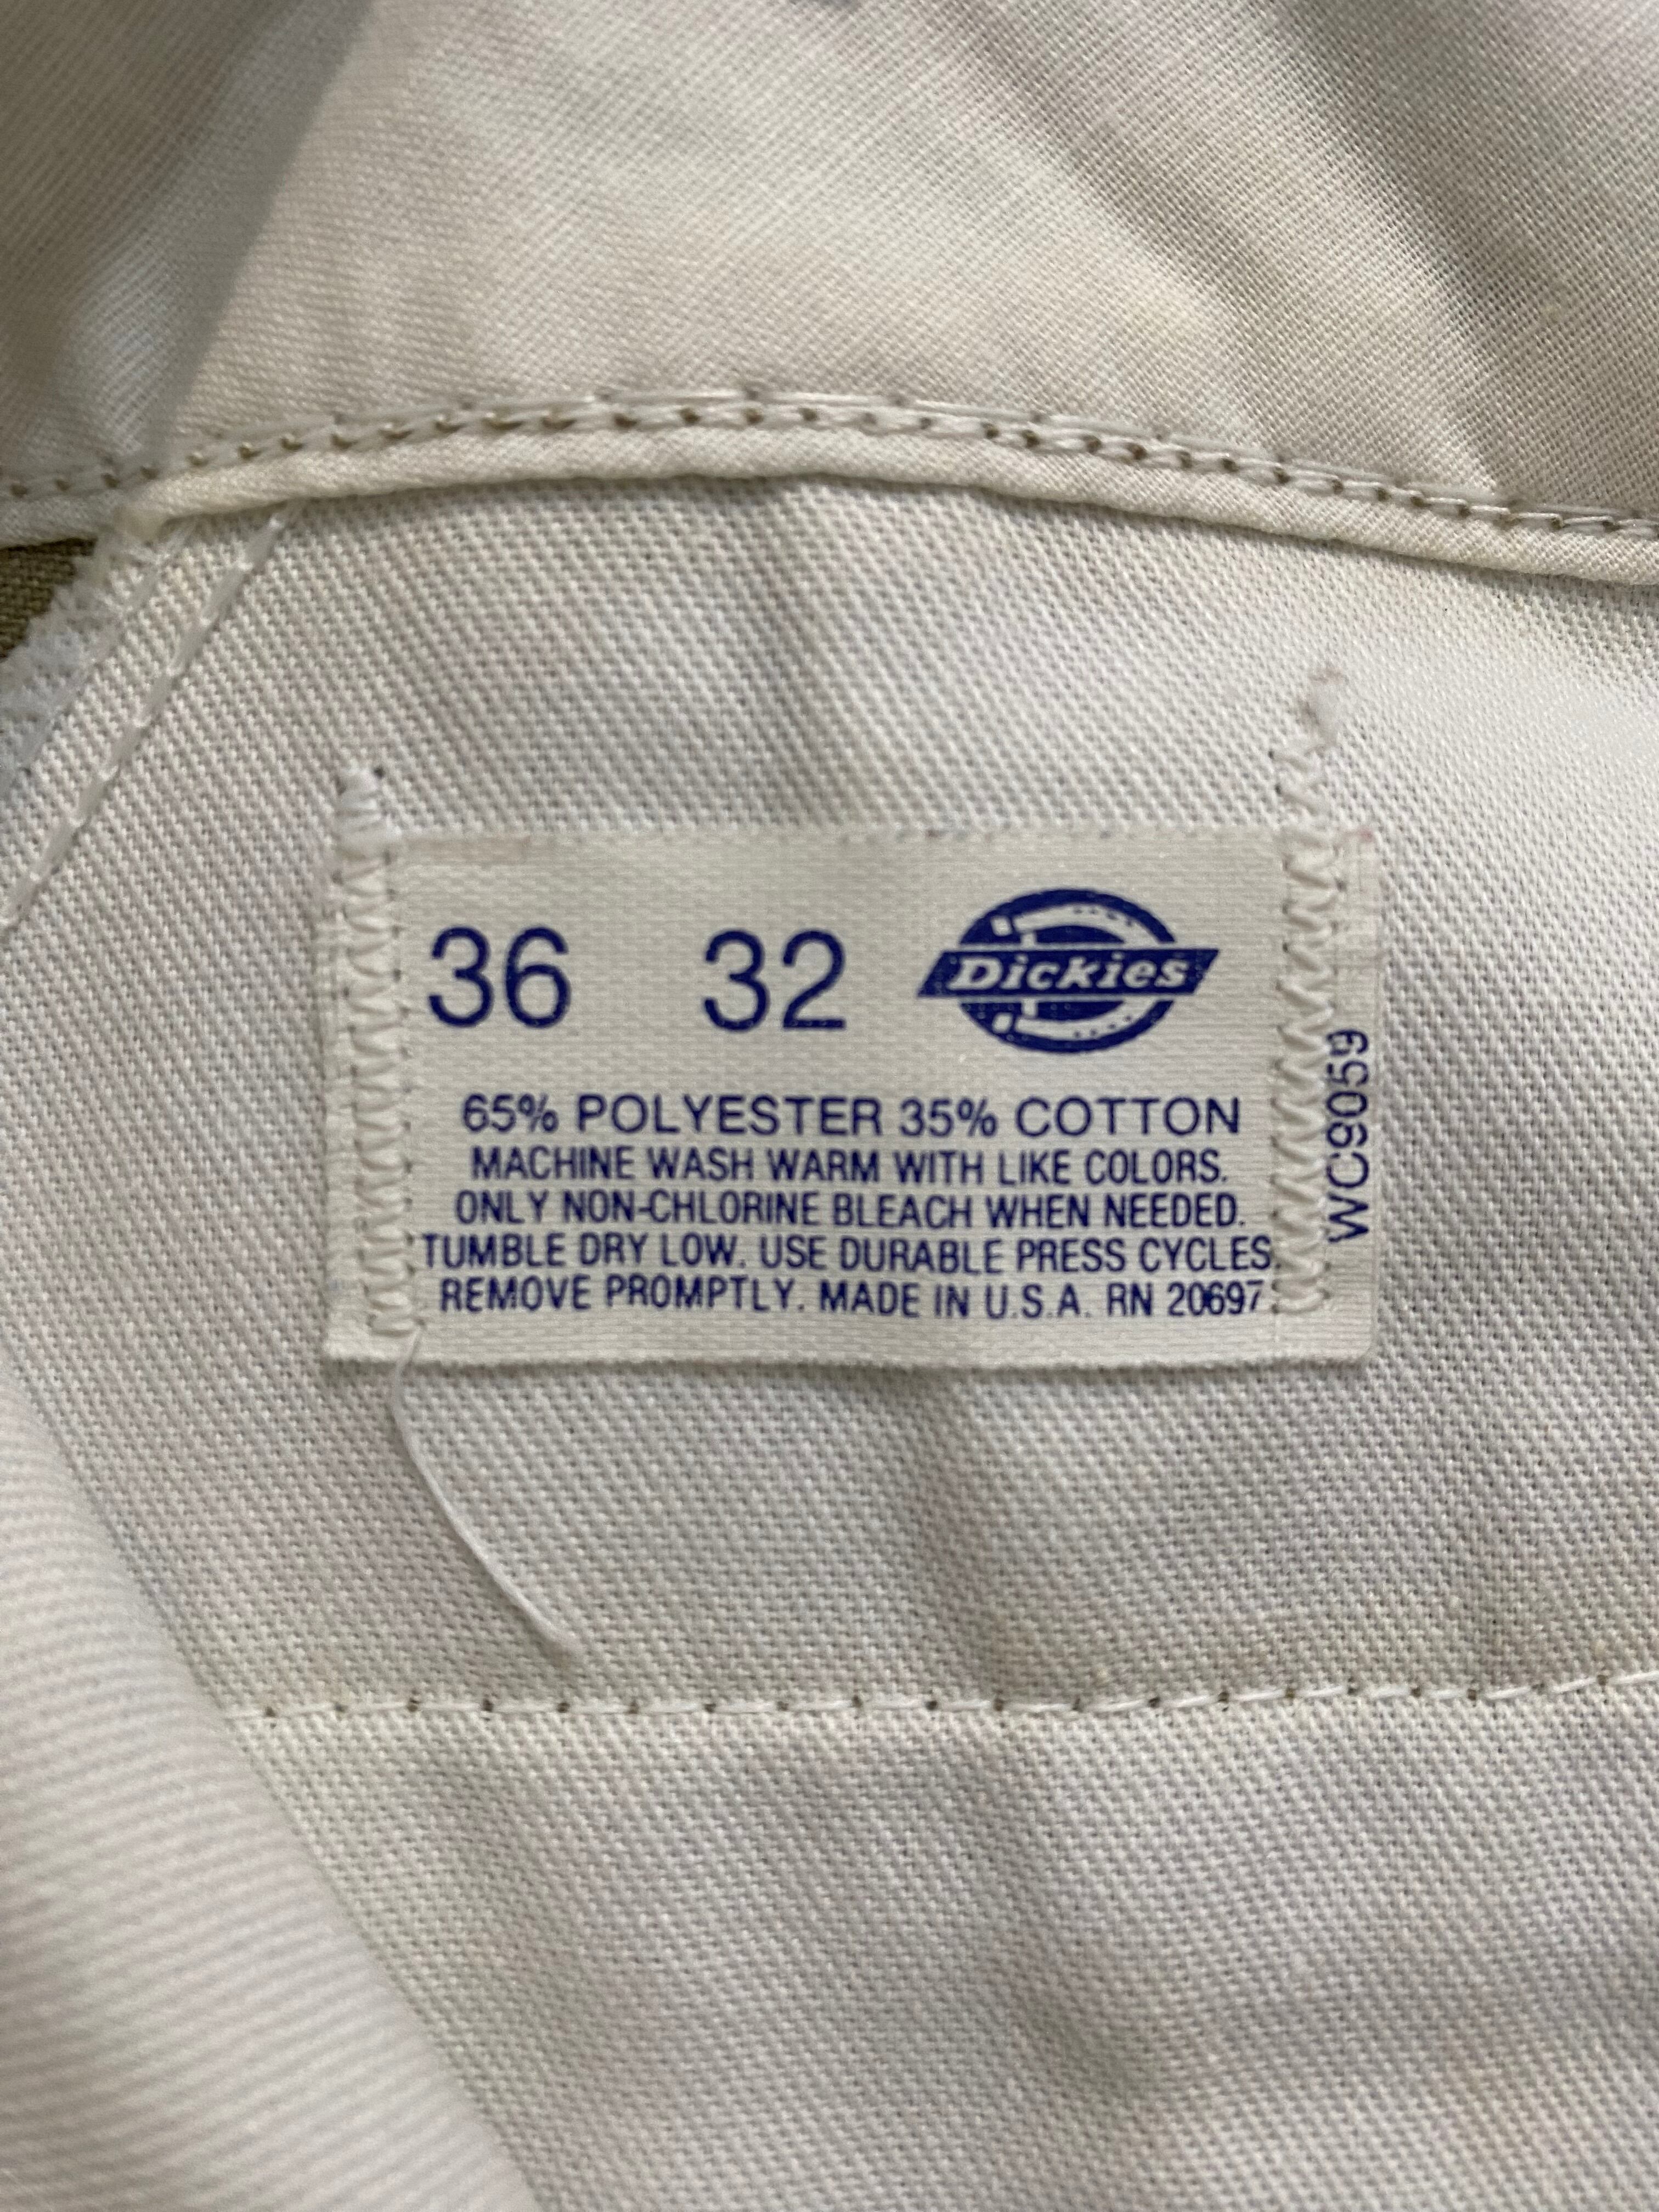 36 32 Dickies
65% POLYESTER 35% COTTON
MACHINE WASH WARM WITH LIKE COLORS.
ONLY NON-CHLORINE BLEACH WHEN NEEDED.
TUMBLE DRY LOW. USE DURABLE PRESS CYCLES.
REMOVE PROMPTLY. MADE IN U.S.A. RN 20697
WC9059